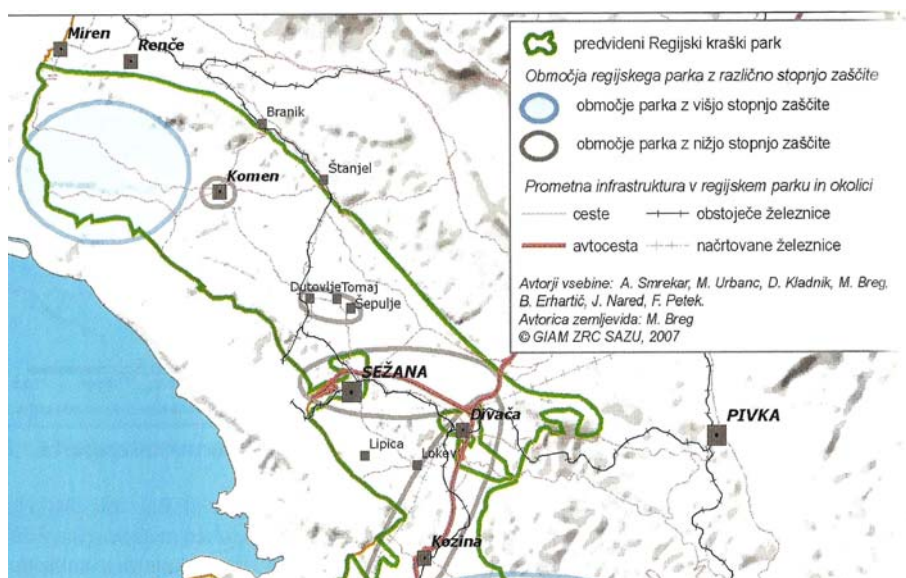 Miren
Renče
Branik
Štanjel
Komen
Dutovlje
Tomaj
Šepulje
SEŽANA
Divača
PIVKA
Lipica
Lokev
Kozina
predvideni Regijski kraški park
Območja regijskega parka z različno stopnjo zaščite
območje parka z višjo stopnjo zaščite
območje parka z nižjo stopnjo zaščite
Prometna infrastruktura v regijskem parku in okolici
ceste
obstoječe železnice
avtocesta
načrtovane železnice
Avtorji vsebine: A. Smrekar, M. Urbanc, D. Kladnik, M. Breg,
B. Erhartič, J. Nared, F. Petek.
Avtorica zemljevida: M. Breg
© GIAM ZRC SAZU, 2007